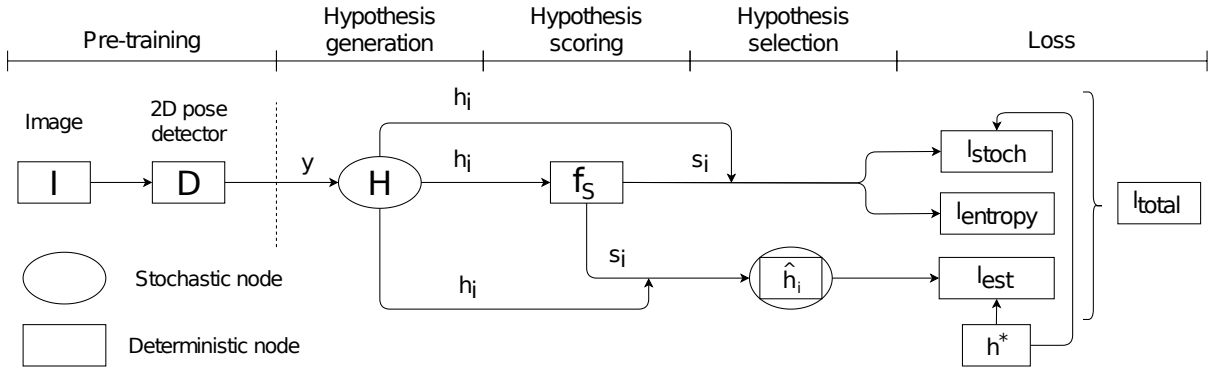 Pre-training
Hypothesis
generation
Hypothesis
scoring
Hypothesis
selection
Loss
Image
2D pose
detector
I
D
y
H
hi
hi
hi
fS
si
si
ĥi
lstoch
lentropy
lest
h*
ltotal
Stochastic node
Deterministic node